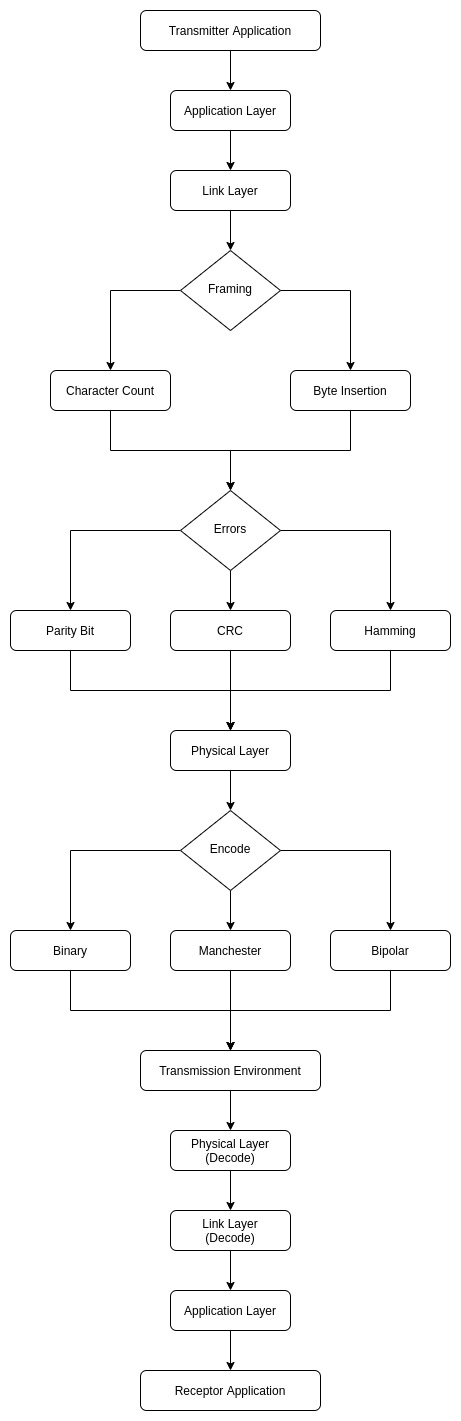 Transmitter Application
Application Layer
Link Layer
Framing
Character Count
Byte Insertion
Errors
Parity Bit
CRC
Hamming
Physical Layer
Encode
Binary
Manchester
Bipolar
Transmission Environment
Physical Layer
(Decode)
Link Layer
(Decode)
Application Layer
Receptor Application